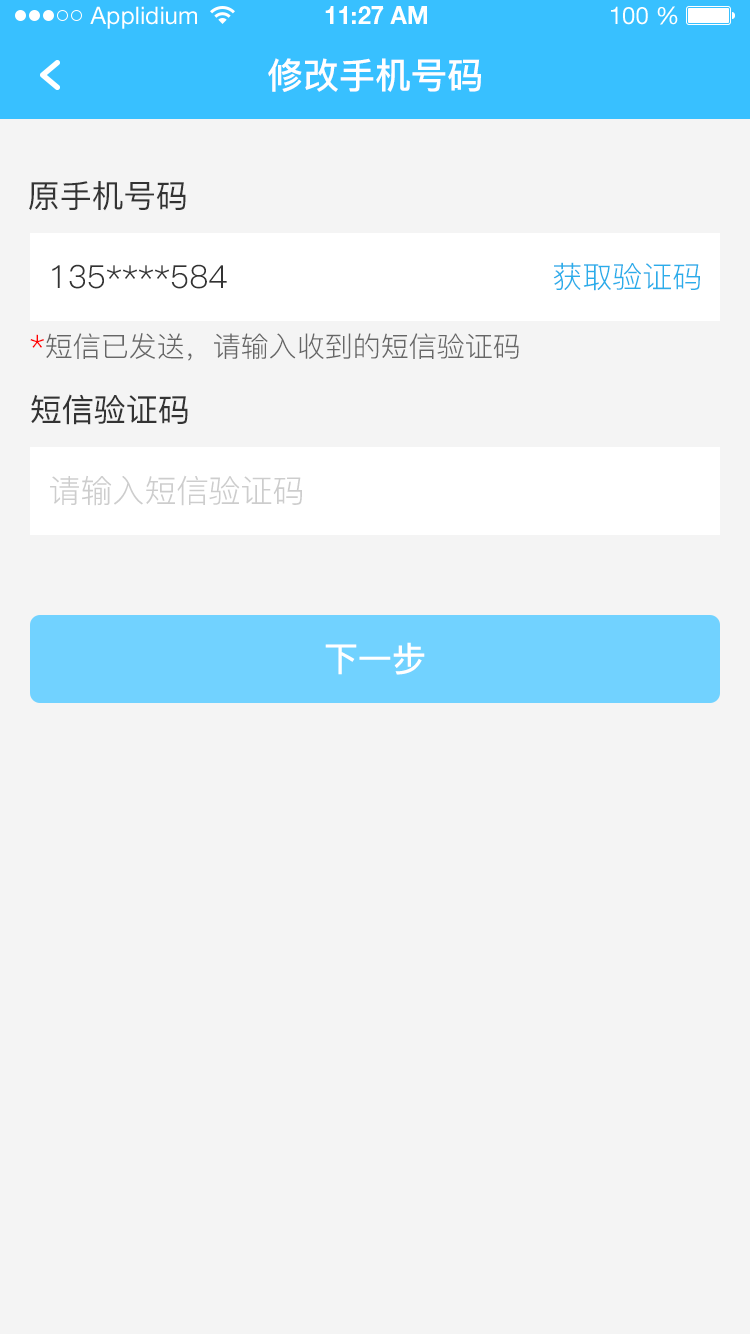 Applidium 11:27 AM 100 %
修改手机号码
原手机号码
135****584 获取验证码
*短信已发送，请输入收到的短信验证码
短信验证码
请输入短信验证码
下一步